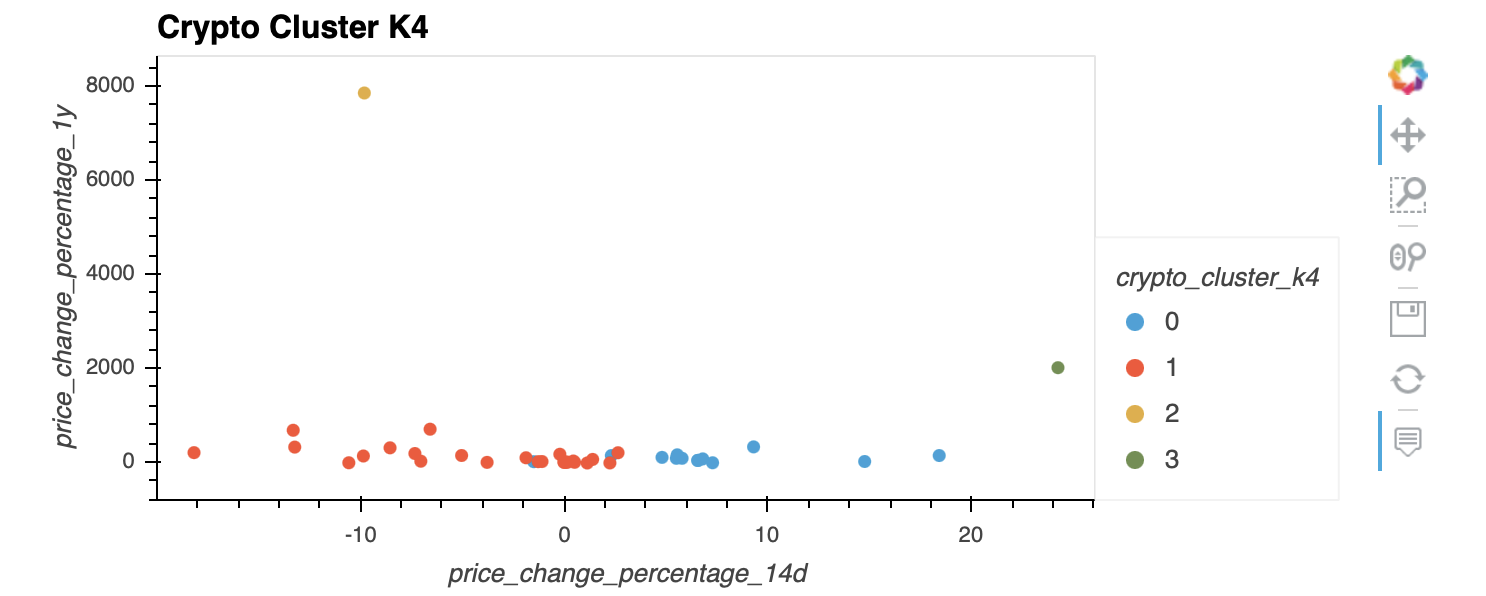 Crypto Cluster K4
price_change_percentage_1y
8000
6000
4000
2000
0
-10 0 10 20
price_change_percentage_14d
crypto_cluster_k4
0
1
2
3